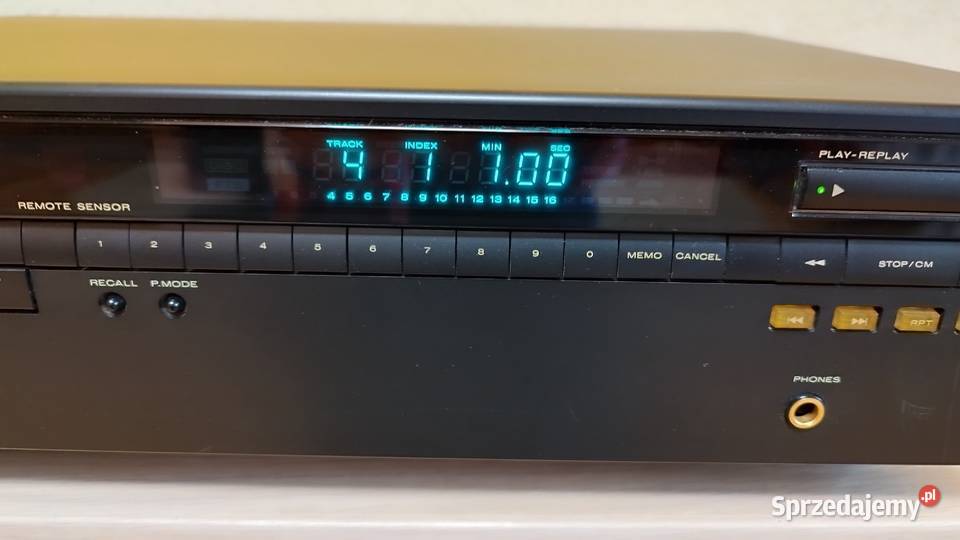 TRACK INDEX MIN SEC
4 1 1.00
4 5 6 7 8 9 10 11 12 13 14 15 16
PLAY-REPLAY
REMOTE SENSOR
1 2 3 4 5 6 7 8 9 0 MEMO CANCEL STOP/CM
RECALL P.MODE
RPT
PHONES
Sprzedajemy.pl